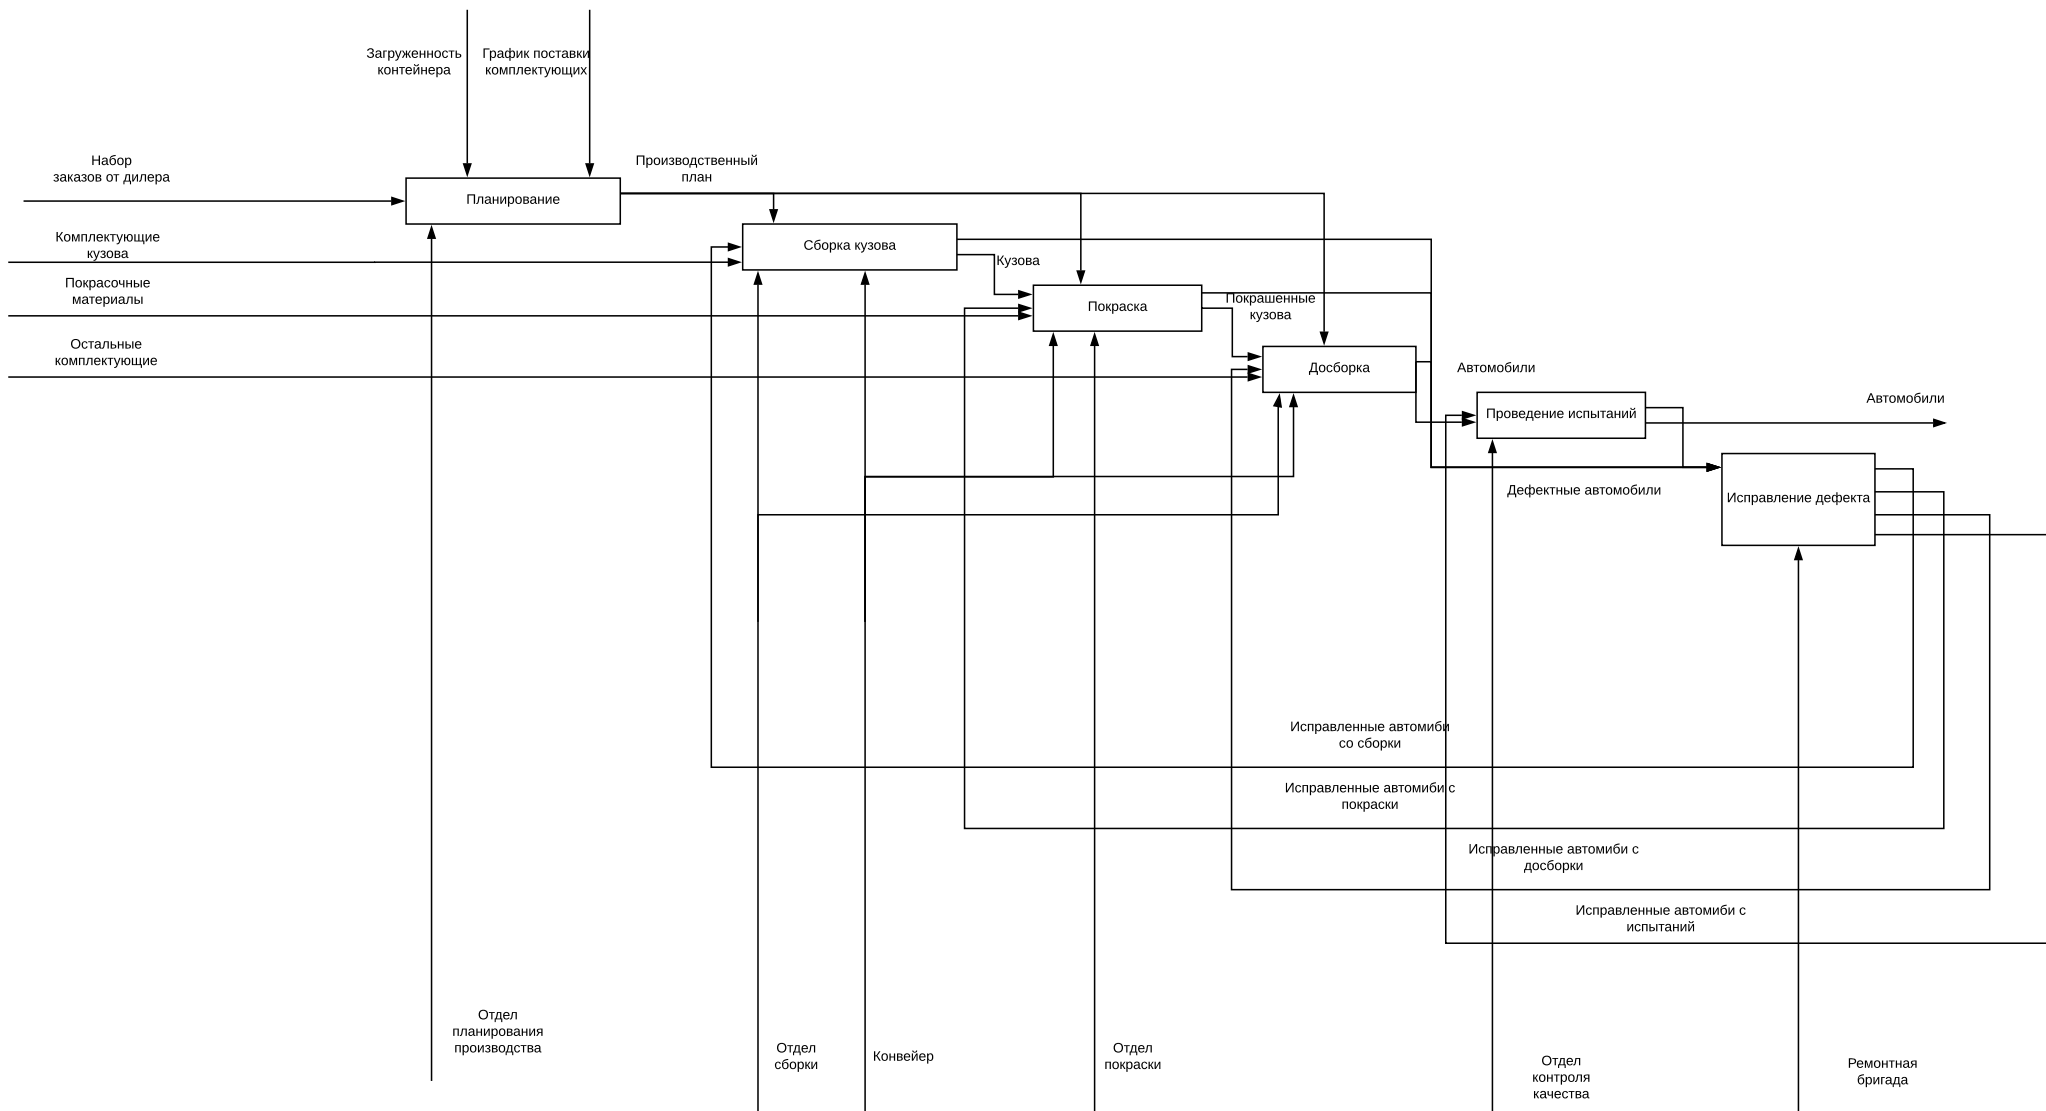 Загруженность
контейнера
График поставки
комплектующих
Набор
заказов от дилера
Производственный
план
Планирование
Комплектующие
кузова
Сборка кузова
Кузова
Покрасочные
материалы
Покраска
Покрашенные
кузова
Остальные
комплектующие
Досборка
Автомобили
Автомобили
Проведение испытаний
Дефектные автомобили
Исправление дефекта
Исправленные автомиби
со сборки
Исправленные автомиби с
покраски
Исправленные автомиби с
досборки
Исправленные автомиби с
испытаний
Отдел
планирования
производства
Отдел
сборки
Конвейер
Отдел
покраски
Отдел
контроля
качества
Ремонтная
бригада